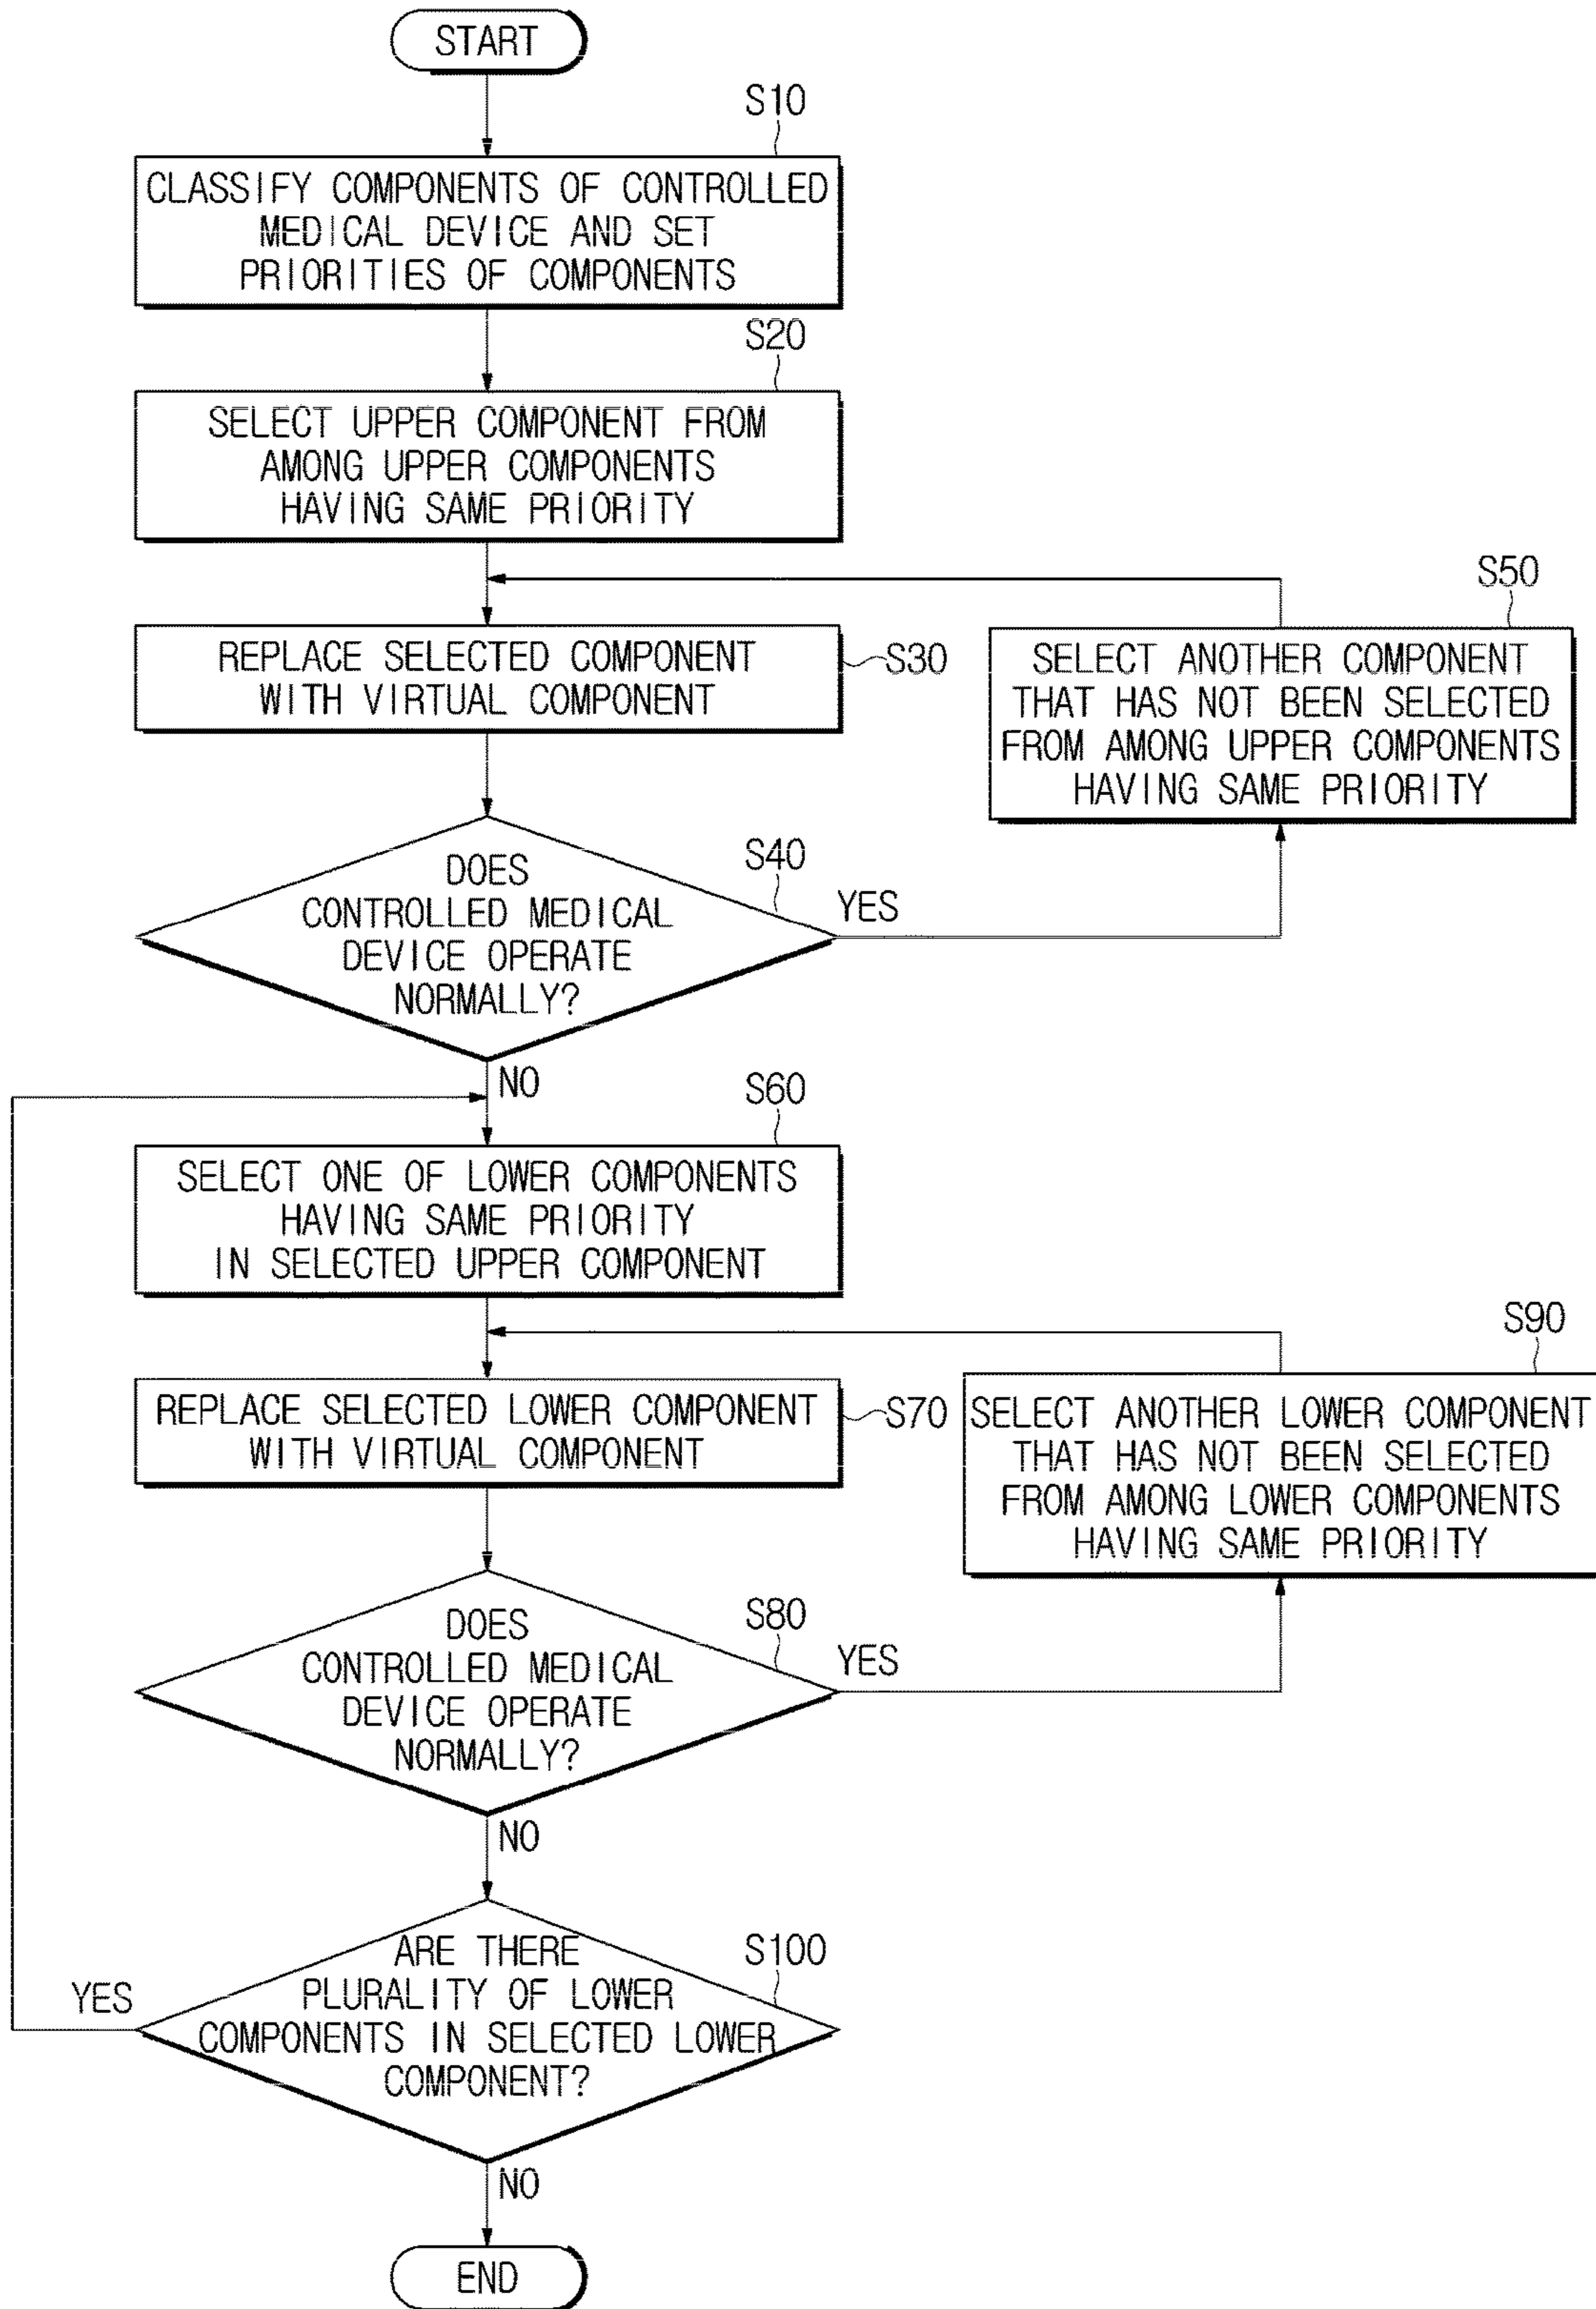 START
S10
CLASSIFY COMPONENTS OF CONTROLLED
MEDICAL DEVICE AND SET
PRIORITIES OF COMPONENTS
S20
SELECT UPPER COMPONENT FROM
AMONG UPPER COMPONENTS
HAVING SAME PRIORITY
S30
REPLACE SELECTED COMPONENT
WITH VIRTUAL COMPONENT
S50
SELECT ANOTHER COMPONENT
THAT HAS NOT BEEN SELECTED
FROM AMONG UPPER COMPONENTS
HAVING SAME PRIORITY
S40
DOES
CONTROLLED MEDICAL
DEVICE OPERATE
NORMALLY?
YES
NO
S60
SELECT ONE OF LOWER COMPONENTS
HAVING SAME PRIORITY
IN SELECTED UPPER COMPONENT
S70
REPLACE SELECTED LOWER COMPONENT
WITH VIRTUAL COMPONENT
S90
SELECT ANOTHER LOWER COMPONENT
THAT HAS NOT BEEN SELECTED
FROM AMONG LOWER COMPONENTS
HAVING SAME PRIORITY
S80
DOES
CONTROLLED MEDICAL
DEVICE OPERATE
NORMALLY?
YES
NO
S100
ARE THERE
PLURALITY OF LOWER
COMPONENTS IN SELECTED LOWER
COMPONENT?
YES
NO
END